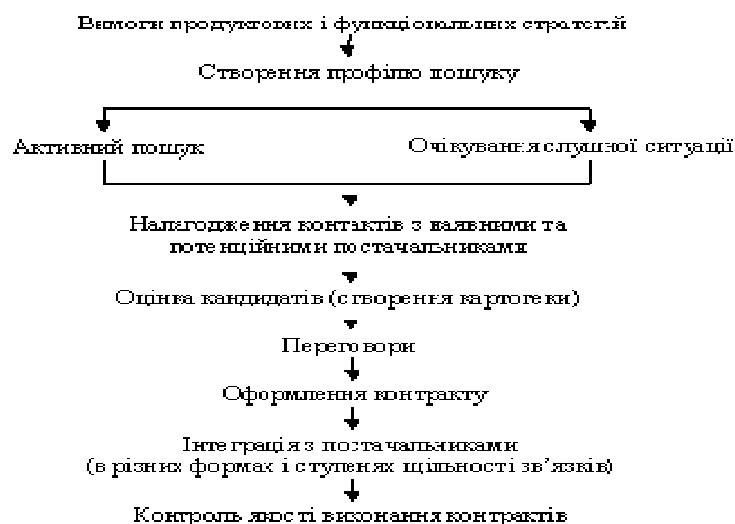 Вимоги продуктових і функціональних стратегій
Створення профілю пошуку
Активний пошук
Очікування слушної ситуації
Налагодження контактів з наявними та
потенційними постачальниками
Оцінка кандидатів (створення картотеки)
Переговори
Оформлення контракту
Інтеграція з постачальниками
(в різних формах і ступенях щільності зв’язків)
Контроль якості виконання контрактів